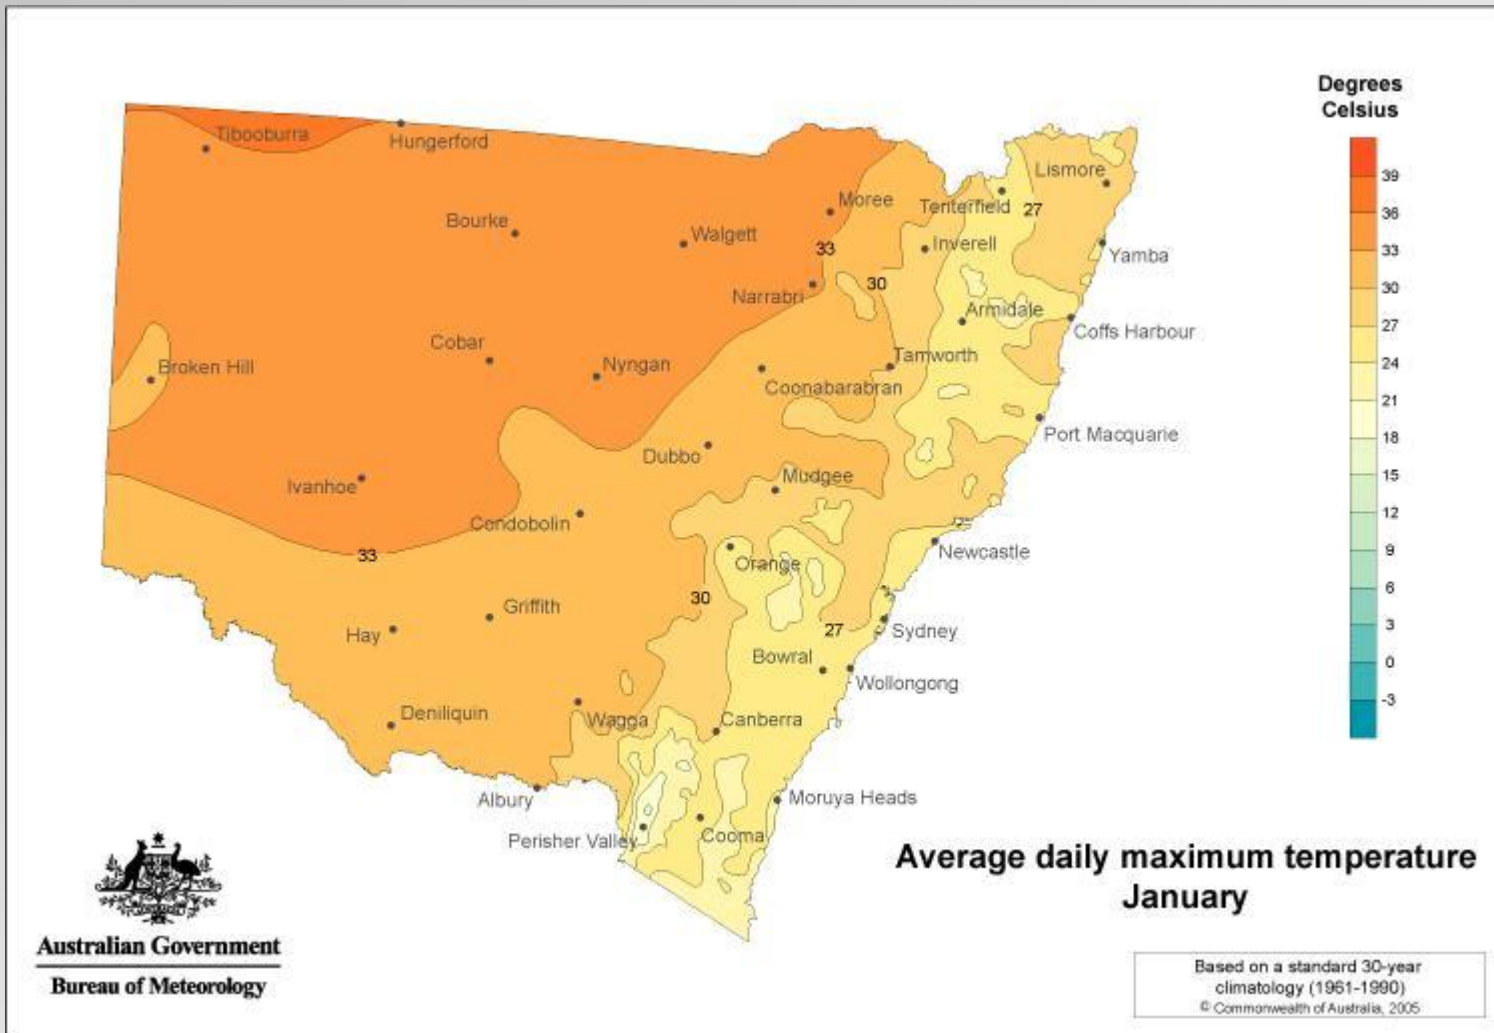 Degrees
Celsius
39
36
33
30
27
24
21
18
15
12
9
6
3
0
-3
Tibooburra
Hungerford
Lismore
Moree
Tenterfield
27
Bourke
Walgett
33
Inverell
Yamba
30
Narrabri
Armidale
Coffs Harbour
Cobar
Broken Hill
Nyngan
Tamworth
Coonabarabran
Port Macquarie
Dubbo
Mudgee
Ivanhoe
Condobolin
33
Newcastle
Orange
30
Griffith
Hay
27
Sydney
Bowral
Wollongong
Deniliquin
Wagga
Canberra
Albury
Moruya Heads
Perisher Valley
Cooma
Average daily maximum temperature
January
Australian Government
Bureau of Meteorology
Based on a standard 30-year
climatology (1961-1990)
© Commonwealth of Australia, 2005